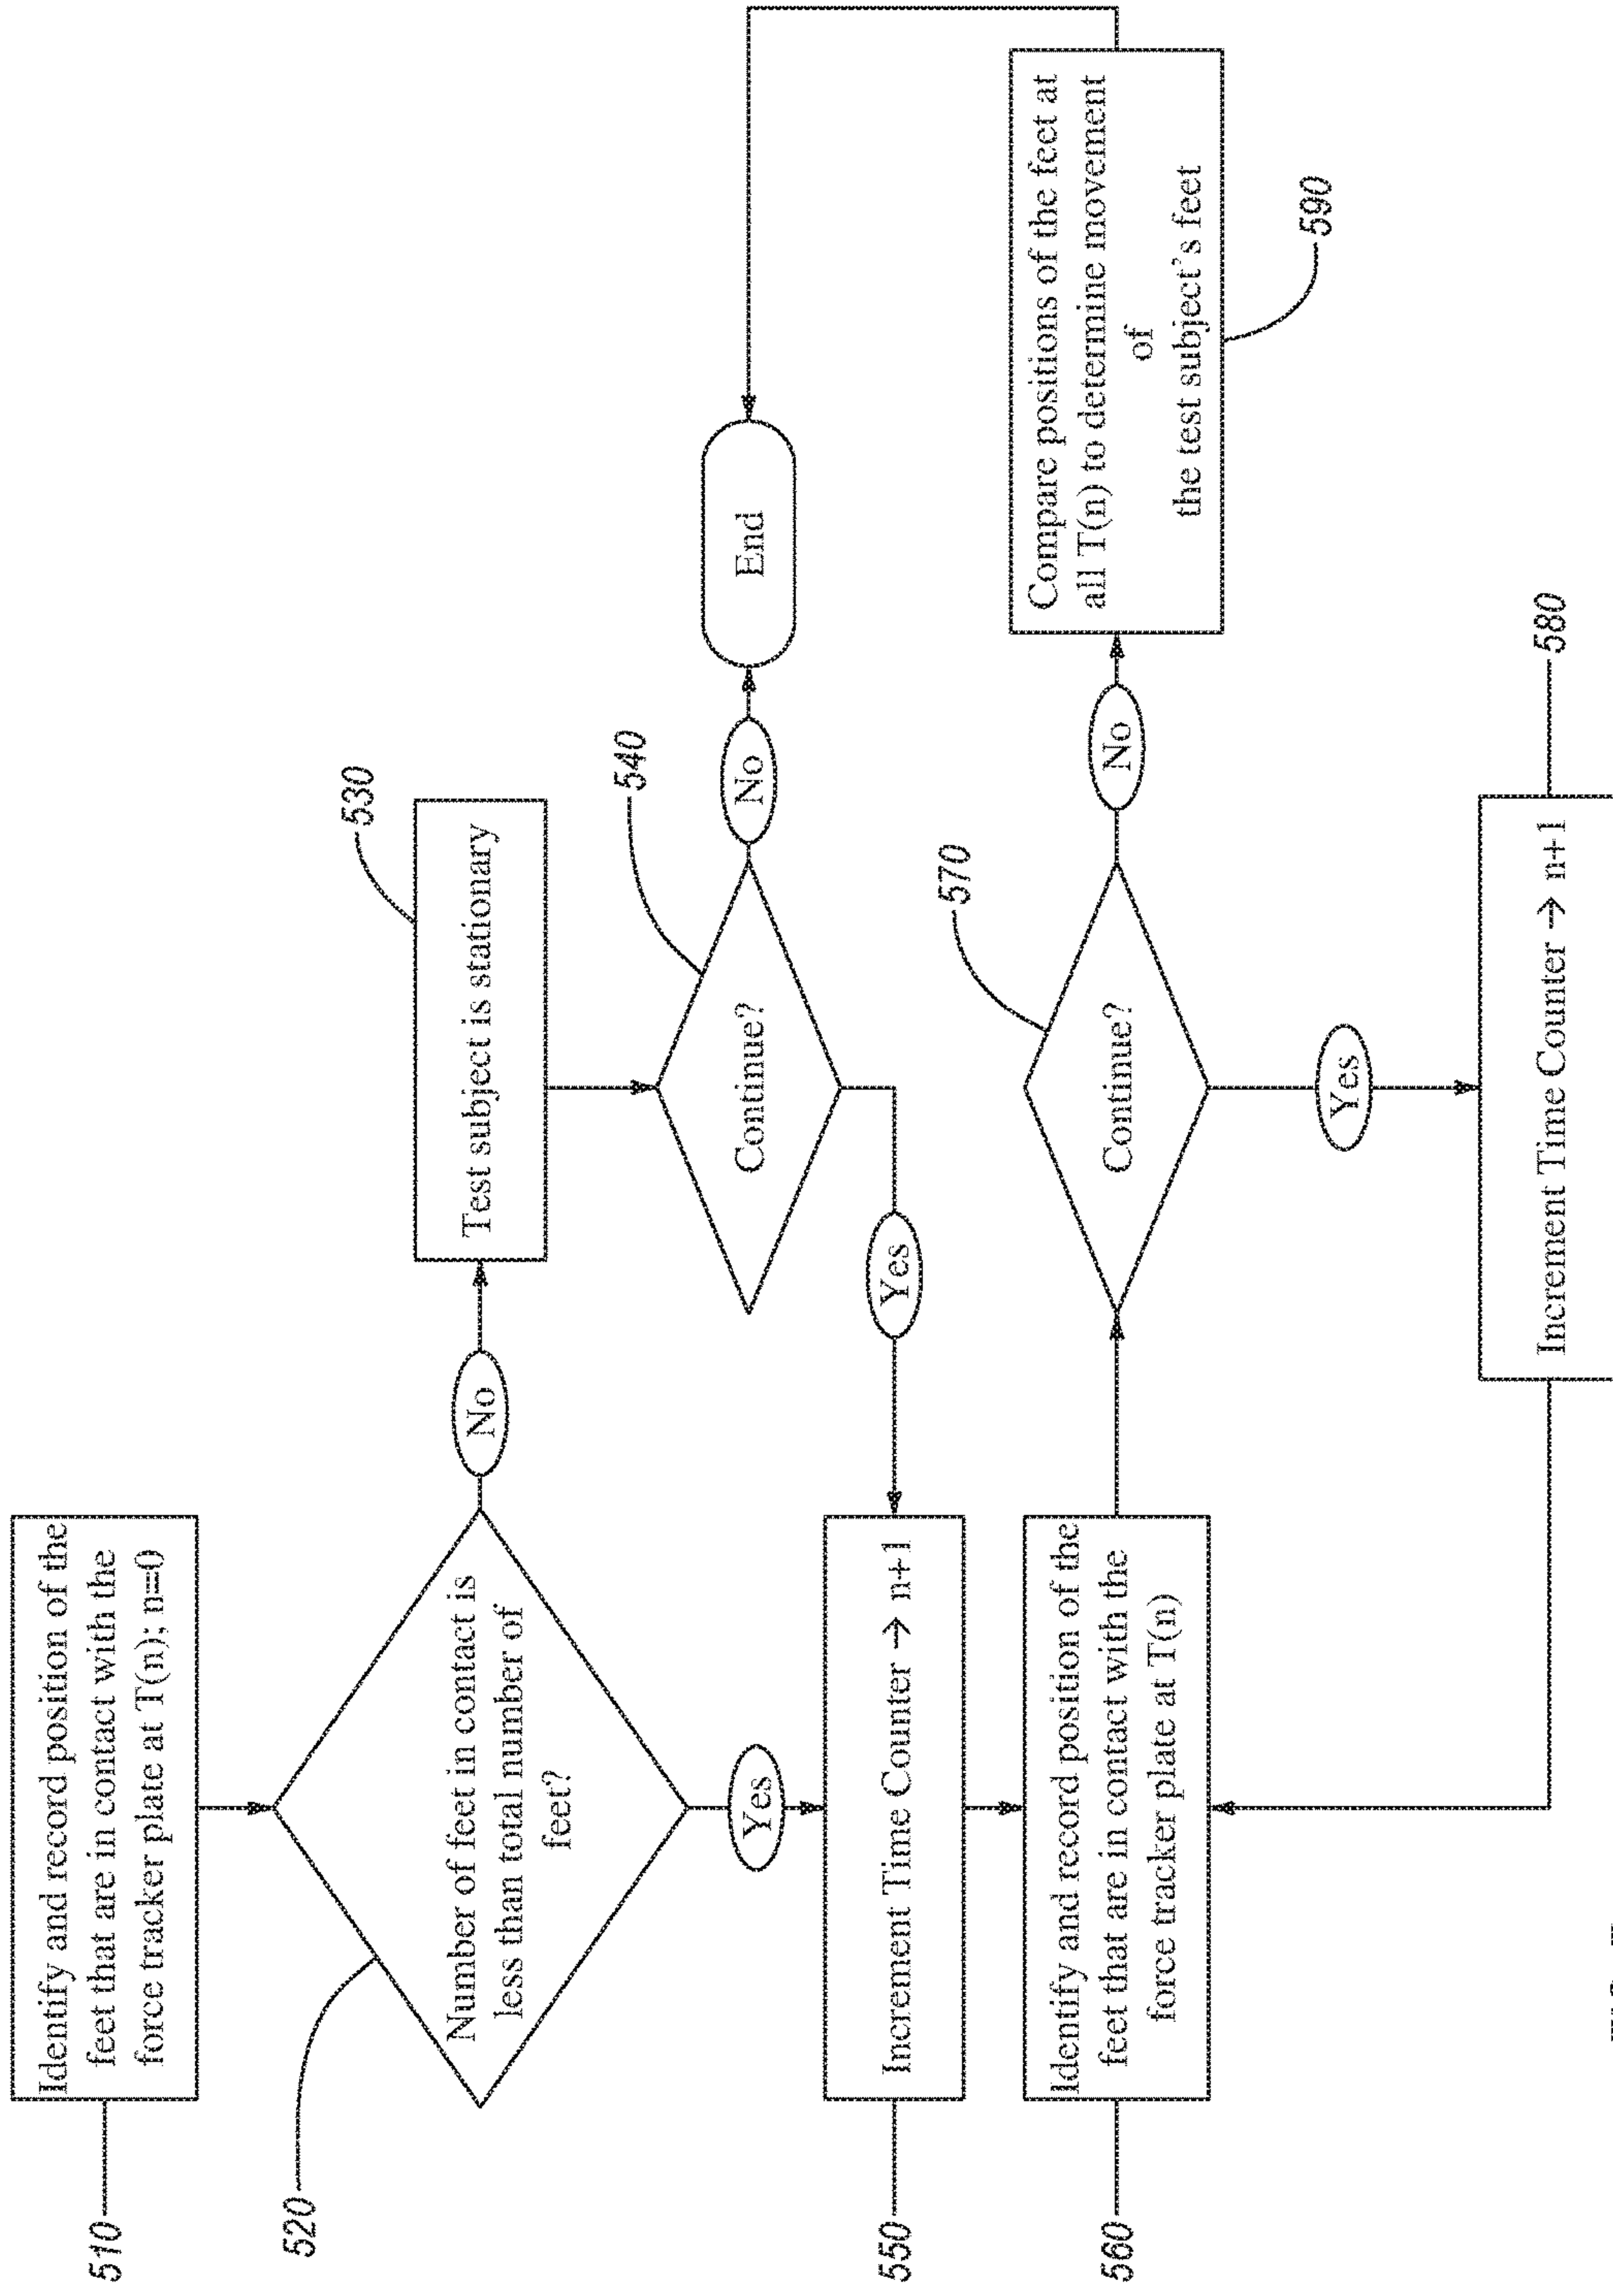 510
Identify and record position of the
feet that are in contact with the
force tracker plate at T(n); n=0
520
Number of feet in contact is
less than total number of
feet?
No
530
Test subject is stationary
540
Continue?
No
End
Yes
Yes
550
Increment Time Counter → n+1
560
Identify and record position of the
feet that are in contact with the
force tracker plate at T(n)
570
Continue?
No
Compare positions of the feet at
all T(n) to determine movement
of
the test subject's feet
590
Yes
580
Increment Time Counter → n+1